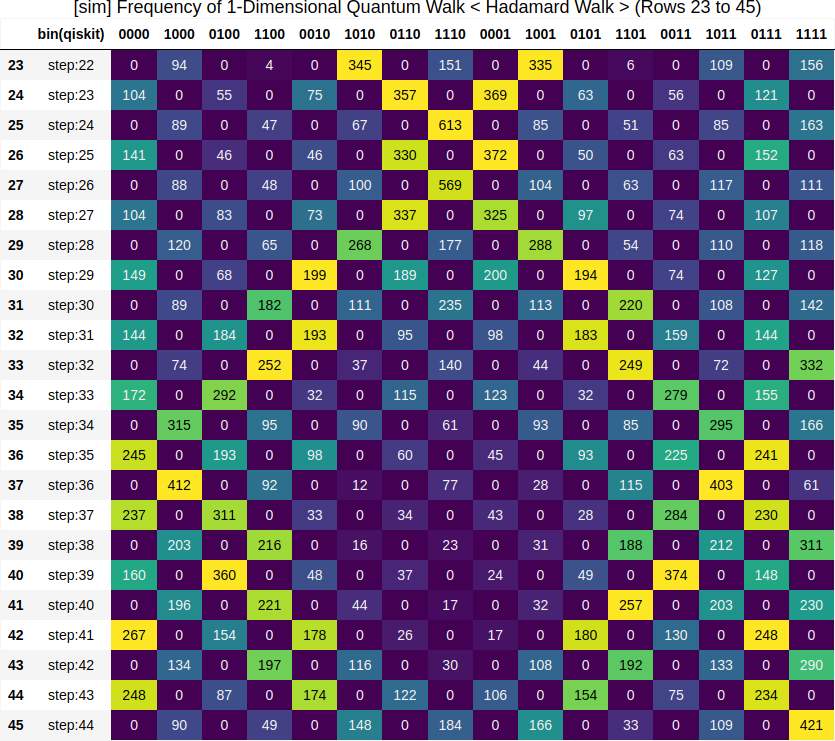 [sim] Frequency of 1-Dimensional Quantum Walk < Hadamard Walk > (Rows 23 to 45)
bin(qiskit) 0000 1000 0100 1100 0010 1010 0110 1110 0001 1001 0101 1101 0011 1011 0111 1111
23 step:22 0 94 0 4 0 345 0 151 0 335 0 6 0 109 0 156
24 step:23 104 0 55 0 75 0 357 0 369 0 63 0 56 0 121 0
25 step:24 0 89 0 47 0 67 0 613 0 85 0 51 0 85 0 163
26 step:25 141 0 46 0 46 0 330 0 372 0 50 0 63 0 152 0
27 step:26 0 88 0 48 0 100 0 569 0 104 0 63 0 117 0 111
28 step:27 104 0 83 0 73 0 337 0 325 0 97 0 74 0 107 0
29 step:28 0 120 0 65 0 268 0 177 0 288 0 54 0 110 0 118
30 step:29 149 0 68 0 199 0 189 0 200 0 194 0 74 0 127 0
31 step:30 0 89 0 182 0 111 0 235 0 113 0 220 0 108 0 142
32 step:31 144 0 184 0 193 0 95 0 98 0 183 0 159 0 144 0
33 step:32 0 74 0 252 0 37 0 140 0 44 0 249 0 72 0 332
34 step:33 172 0 292 0 32 0 115 0 123 0 32 0 279 0 155 0
35 step:34 0 315 0 95 0 90 0 61 0 93 0 85 0 295 0 166
36 step:35 245 0 193 0 98 0 60 0 45 0 93 0 225 0 241 0
37 step:36 0 412 0 92 0 12 0 77 0 28 0 115 0 403 0 61
38 step:37 237 0 311 0 33 0 34 0 43 0 28 0 284 0 230 0
39 step:38 0 203 0 216 0 16 0 23 0 31 0 188 0 212 0 311
40 step:39 160 0 360 0 48 0 37 0 24 0 49 0 374 0 148 0
41 step:40 0 196 0 221 0 44 0 17 0 32 0 257 0 203 0 230
42 step:41 267 0 154 0 178 0 26 0 17 0 180 0 130 0 248 0
43 step:42 0 134 0 197 0 116 0 30 0 108 0 192 0 133 0 290
44 step:43 248 0 87 0 174 0 122 0 106 0 154 0 75 0 234 0
45 step:44 0 90 0 49 0 148 0 184 0 166 0 33 0 109 0 421